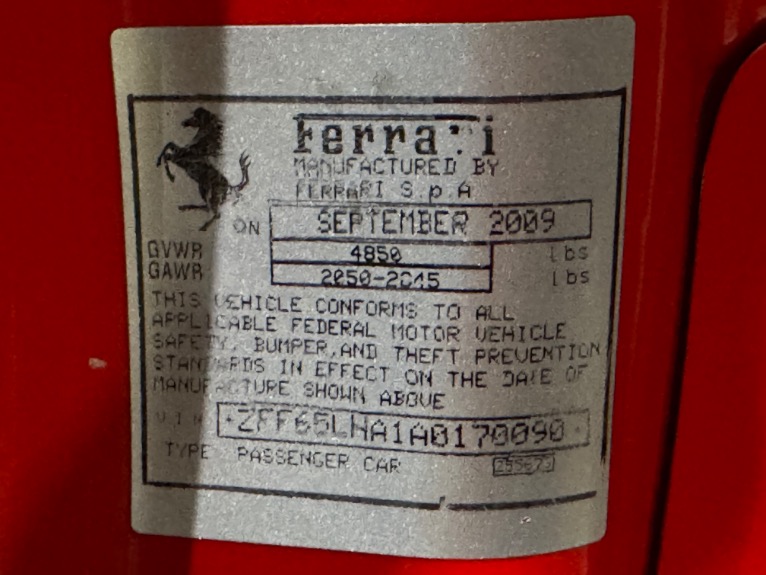 Ferrari
MANUFACTURED BY
FERRARI S.p.A
ON SEPTEMBER 2009
GVWR 4850 lbs
GAWR lbs
THIS VEHICLE CONFORMS TO ALL
APPLICABLE FEDERAL MOTOR VEHICLE
SAFETY, BUMPER,AND THEFT PREVENTION
STANDARDS IN EFFECT ON THE DATE OF
MANUFACTURE SHOWN ABOVE
V.I.N. ZFF65LHA1A0170090
TYPE PASSENGER CAR